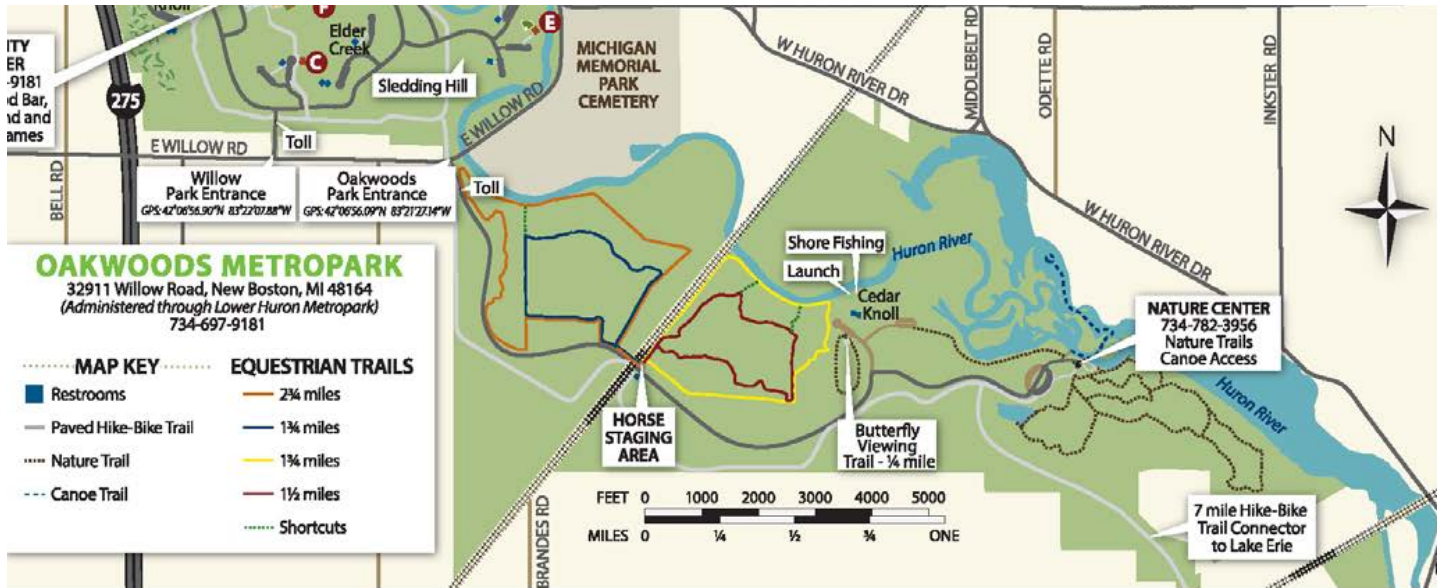 Knoll
F
E
Elder
Creek
C
Sledding Hill
MICHIGAN
MEMORIAL
PARK
CEMETERY
W HURON RIVER DR
MIDDLEBELT RD
ODETTE RD
INKSTER RD
-9181
Bar,
nd and
ames
275
Toll
E WILLOW RD
E WILLOW RD
BELL RD
Willow
Park Entrance
GPS: 42°06'56.90"N 83°22'07.88"W
Oakwoods
Park Entrance
GPS: 42°06'56.09"N 83°21'27.14"W
Toll
N
W HURON RIVER DR
Shore Fishing
Launch
Huron River
Cedar
Knoll
NATURE CENTER
734-782-3956
Nature Trails
Canoe Access
Huron River
OAKWOODS METROPARK
32911 Willow Road, New Boston, MI 48164
(Administered through Lower Huron Metropark)
734-697-9181
MAP KEY
Restrooms
Paved Hike-Bike Trail
Nature Trail
Canoe Trail
EQUESTRIAN TRAILS
2¾ miles
1¾ miles
1¾ miles
1½ miles
Shortcuts
HORSE
STAGING
AREA
Butterfly
Viewing
Trail - ¼ mile
BRANDES RD
FEET 0 1000 2000 3000 4000 5000
MILES 0 ¼ ½ ¾ ONE
7 mile Hike-Bike
Trail Connector
to Lake Erie